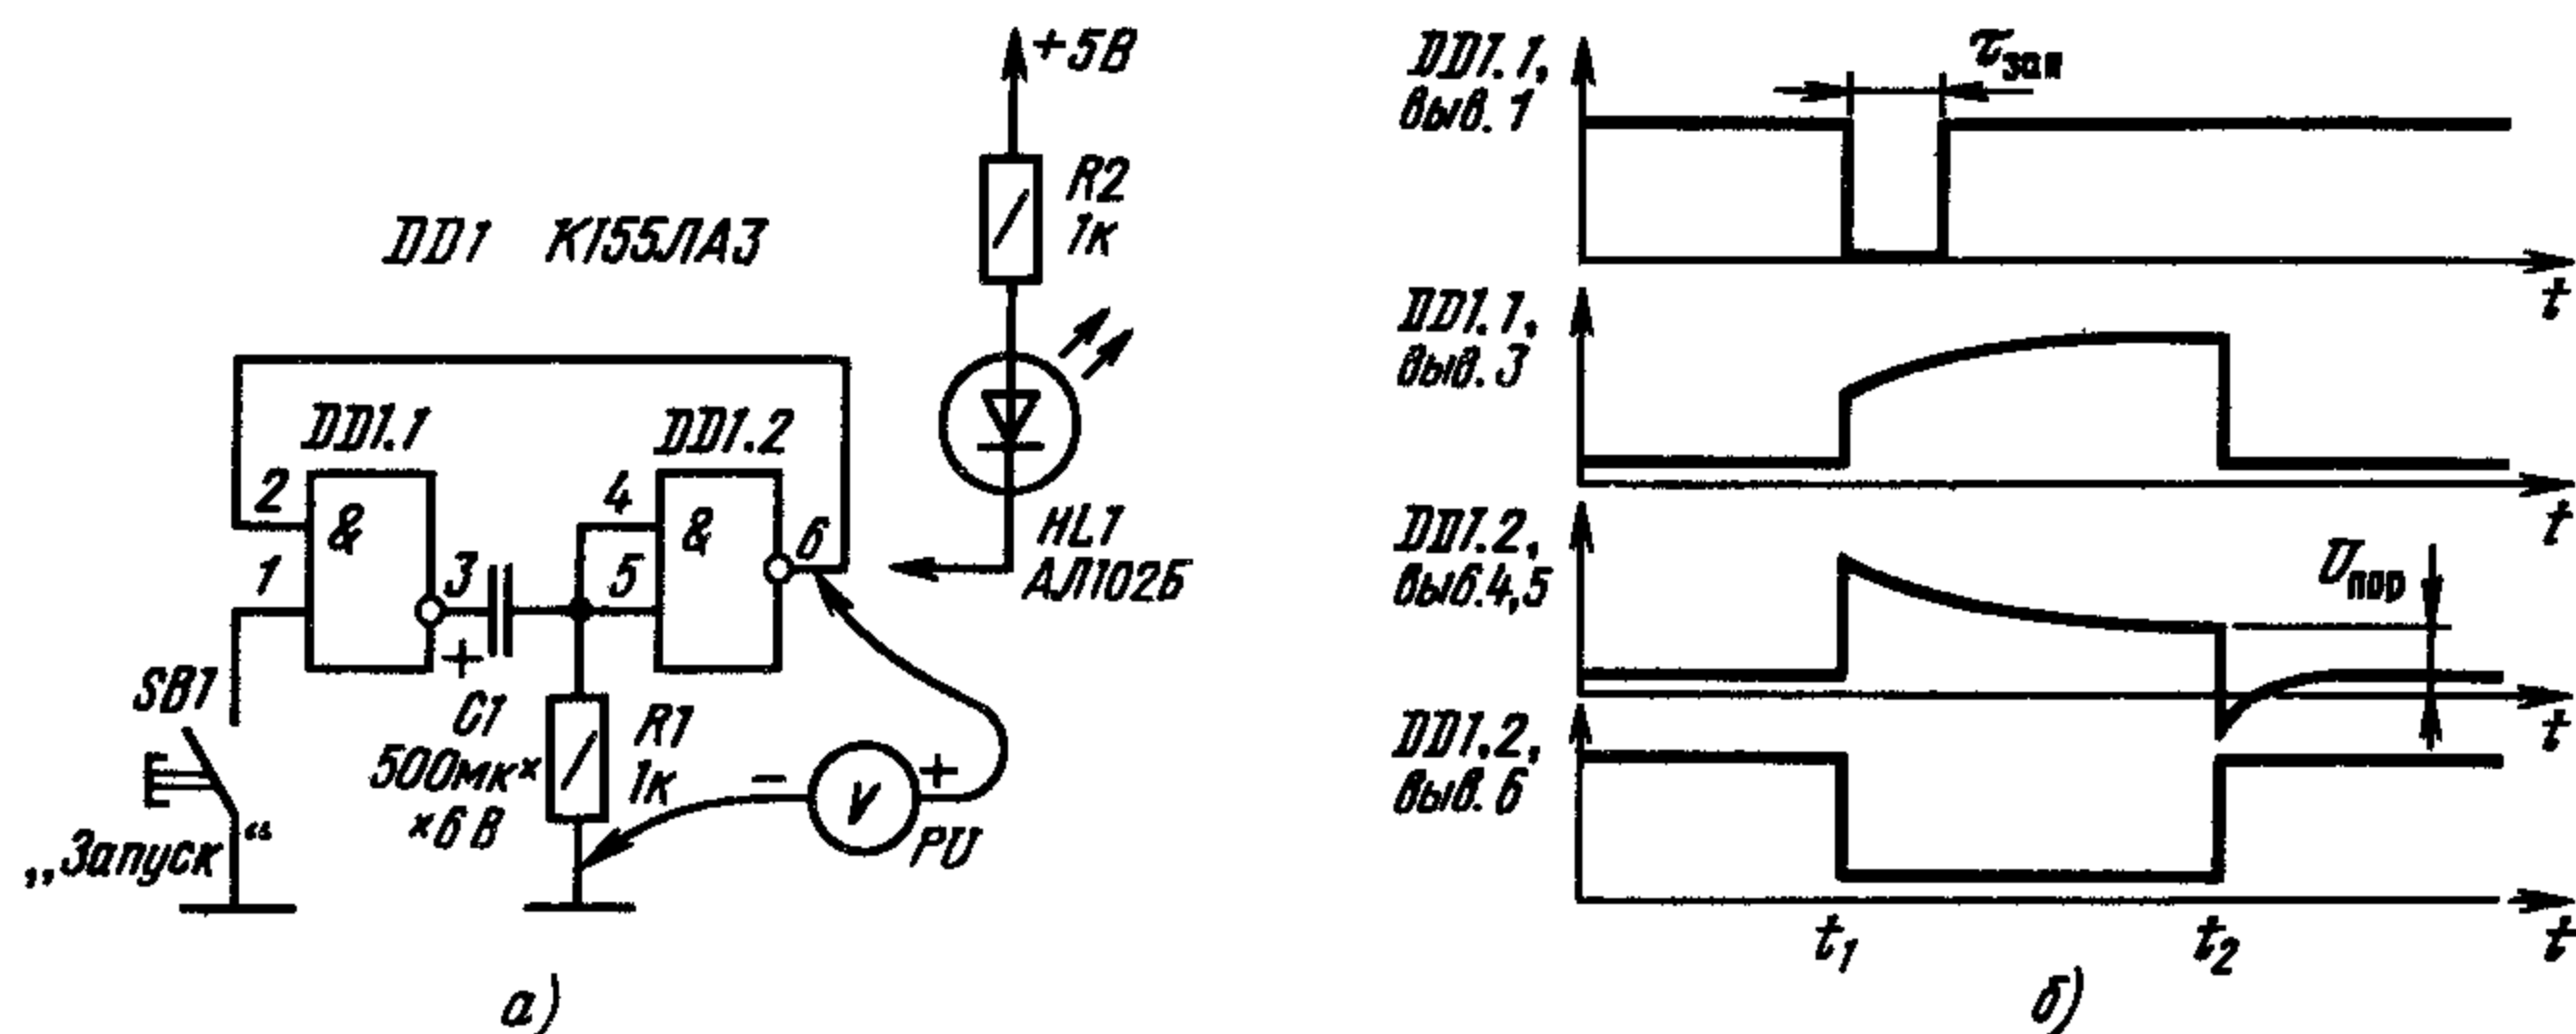 +5В
R2
1к
DD1 К155ЛА3
HL1
АЛ102Б
DD1.1
&
2
1
3
+
C1
500мк×
×6 В
SB1
„Запуск“
DD1.2
&
4
5
6
R1
1к
–
V
+
PU
а)
DD1.1,
выв. 1
τзап
t
DD1.1,
выв. 3
t
DD1.2,
выв. 4,5
Uпор
t
DD1.2,
выв. 6
t1
t2
t
б)